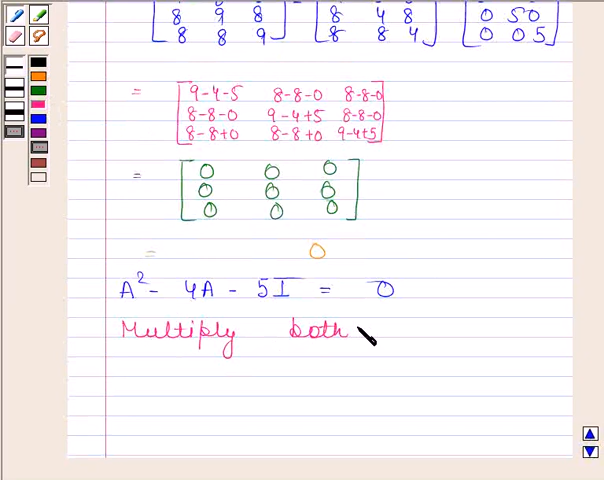 8 9 8 8 4 8 0 5 0
8 8 9 8 8 4 0 0 5
= 9-4-5 8-8-0 8-8-0
8-8-0 9-4+5 8-8-0
8-8+0 8-8+0 9-4+5
= 0 0 0
0 0 0
0 0 0
= 0
A² - 4A - 5I = 0
Multiply both